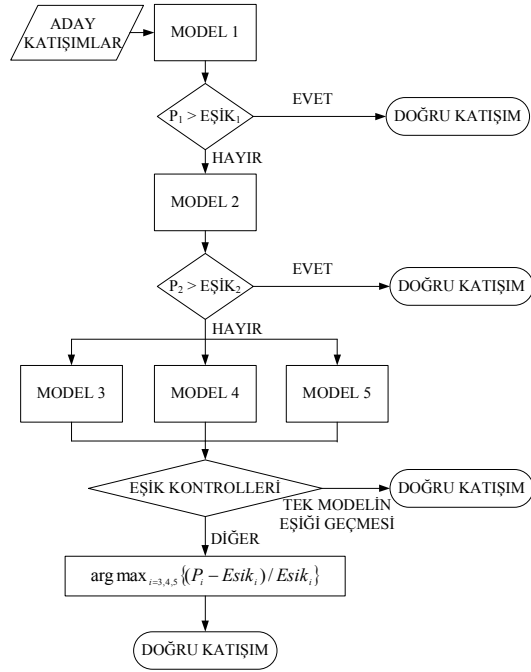 ADAY
KATIŞIMLAR
MODEL 1
P₁ > EŞİK₁
EVET
DOĞRU KATIŞIM
HAYIR
MODEL 2
P₂ > EŞİK₂
EVET
DOĞRU KATIŞIM
HAYIR
MODEL 3
MODEL 4
MODEL 5
EŞİK KONTROLLERİ
DOĞRU KATIŞIM
TEK MODELİN
EŞİĞİ GEÇMESİ
DİĞER
arg max i=3,4,5 {(Pᵢ − Esikᵢ) / Esikᵢ}
DOĞRU KATIŞIM